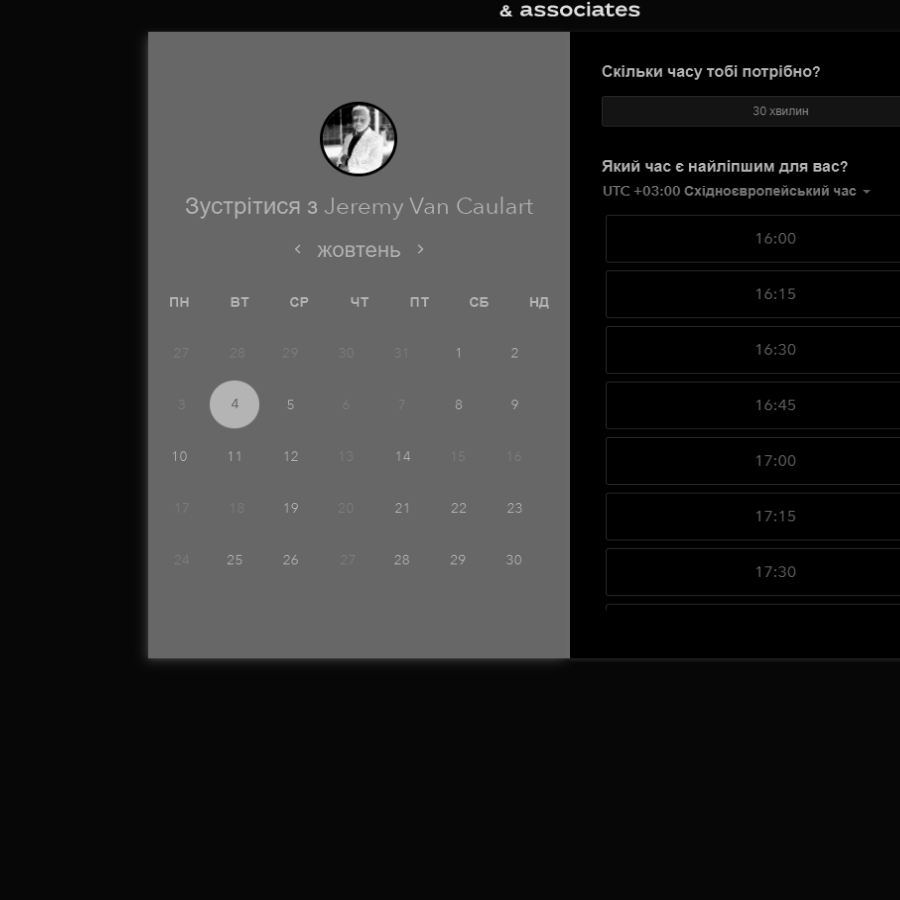 & associates
Зустрітися з Jeremy Van Caulart
жовтень
ПН ВТ СР ЧТ ПТ СБ НД
27 28 29 30 31 1 2
3 4 5 6 7 8 9
10 11 12 13 14 15 16
17 18 19 20 21 22 23
24 25 26 27 28 29 30
Скільки часу тобі потрібно?
30 хвилин
Який час є найліпшим для вас?
UTC +03:00 Східноєвропейський час
16:00
16:15
16:30
16:45
17:00
17:15
17:30